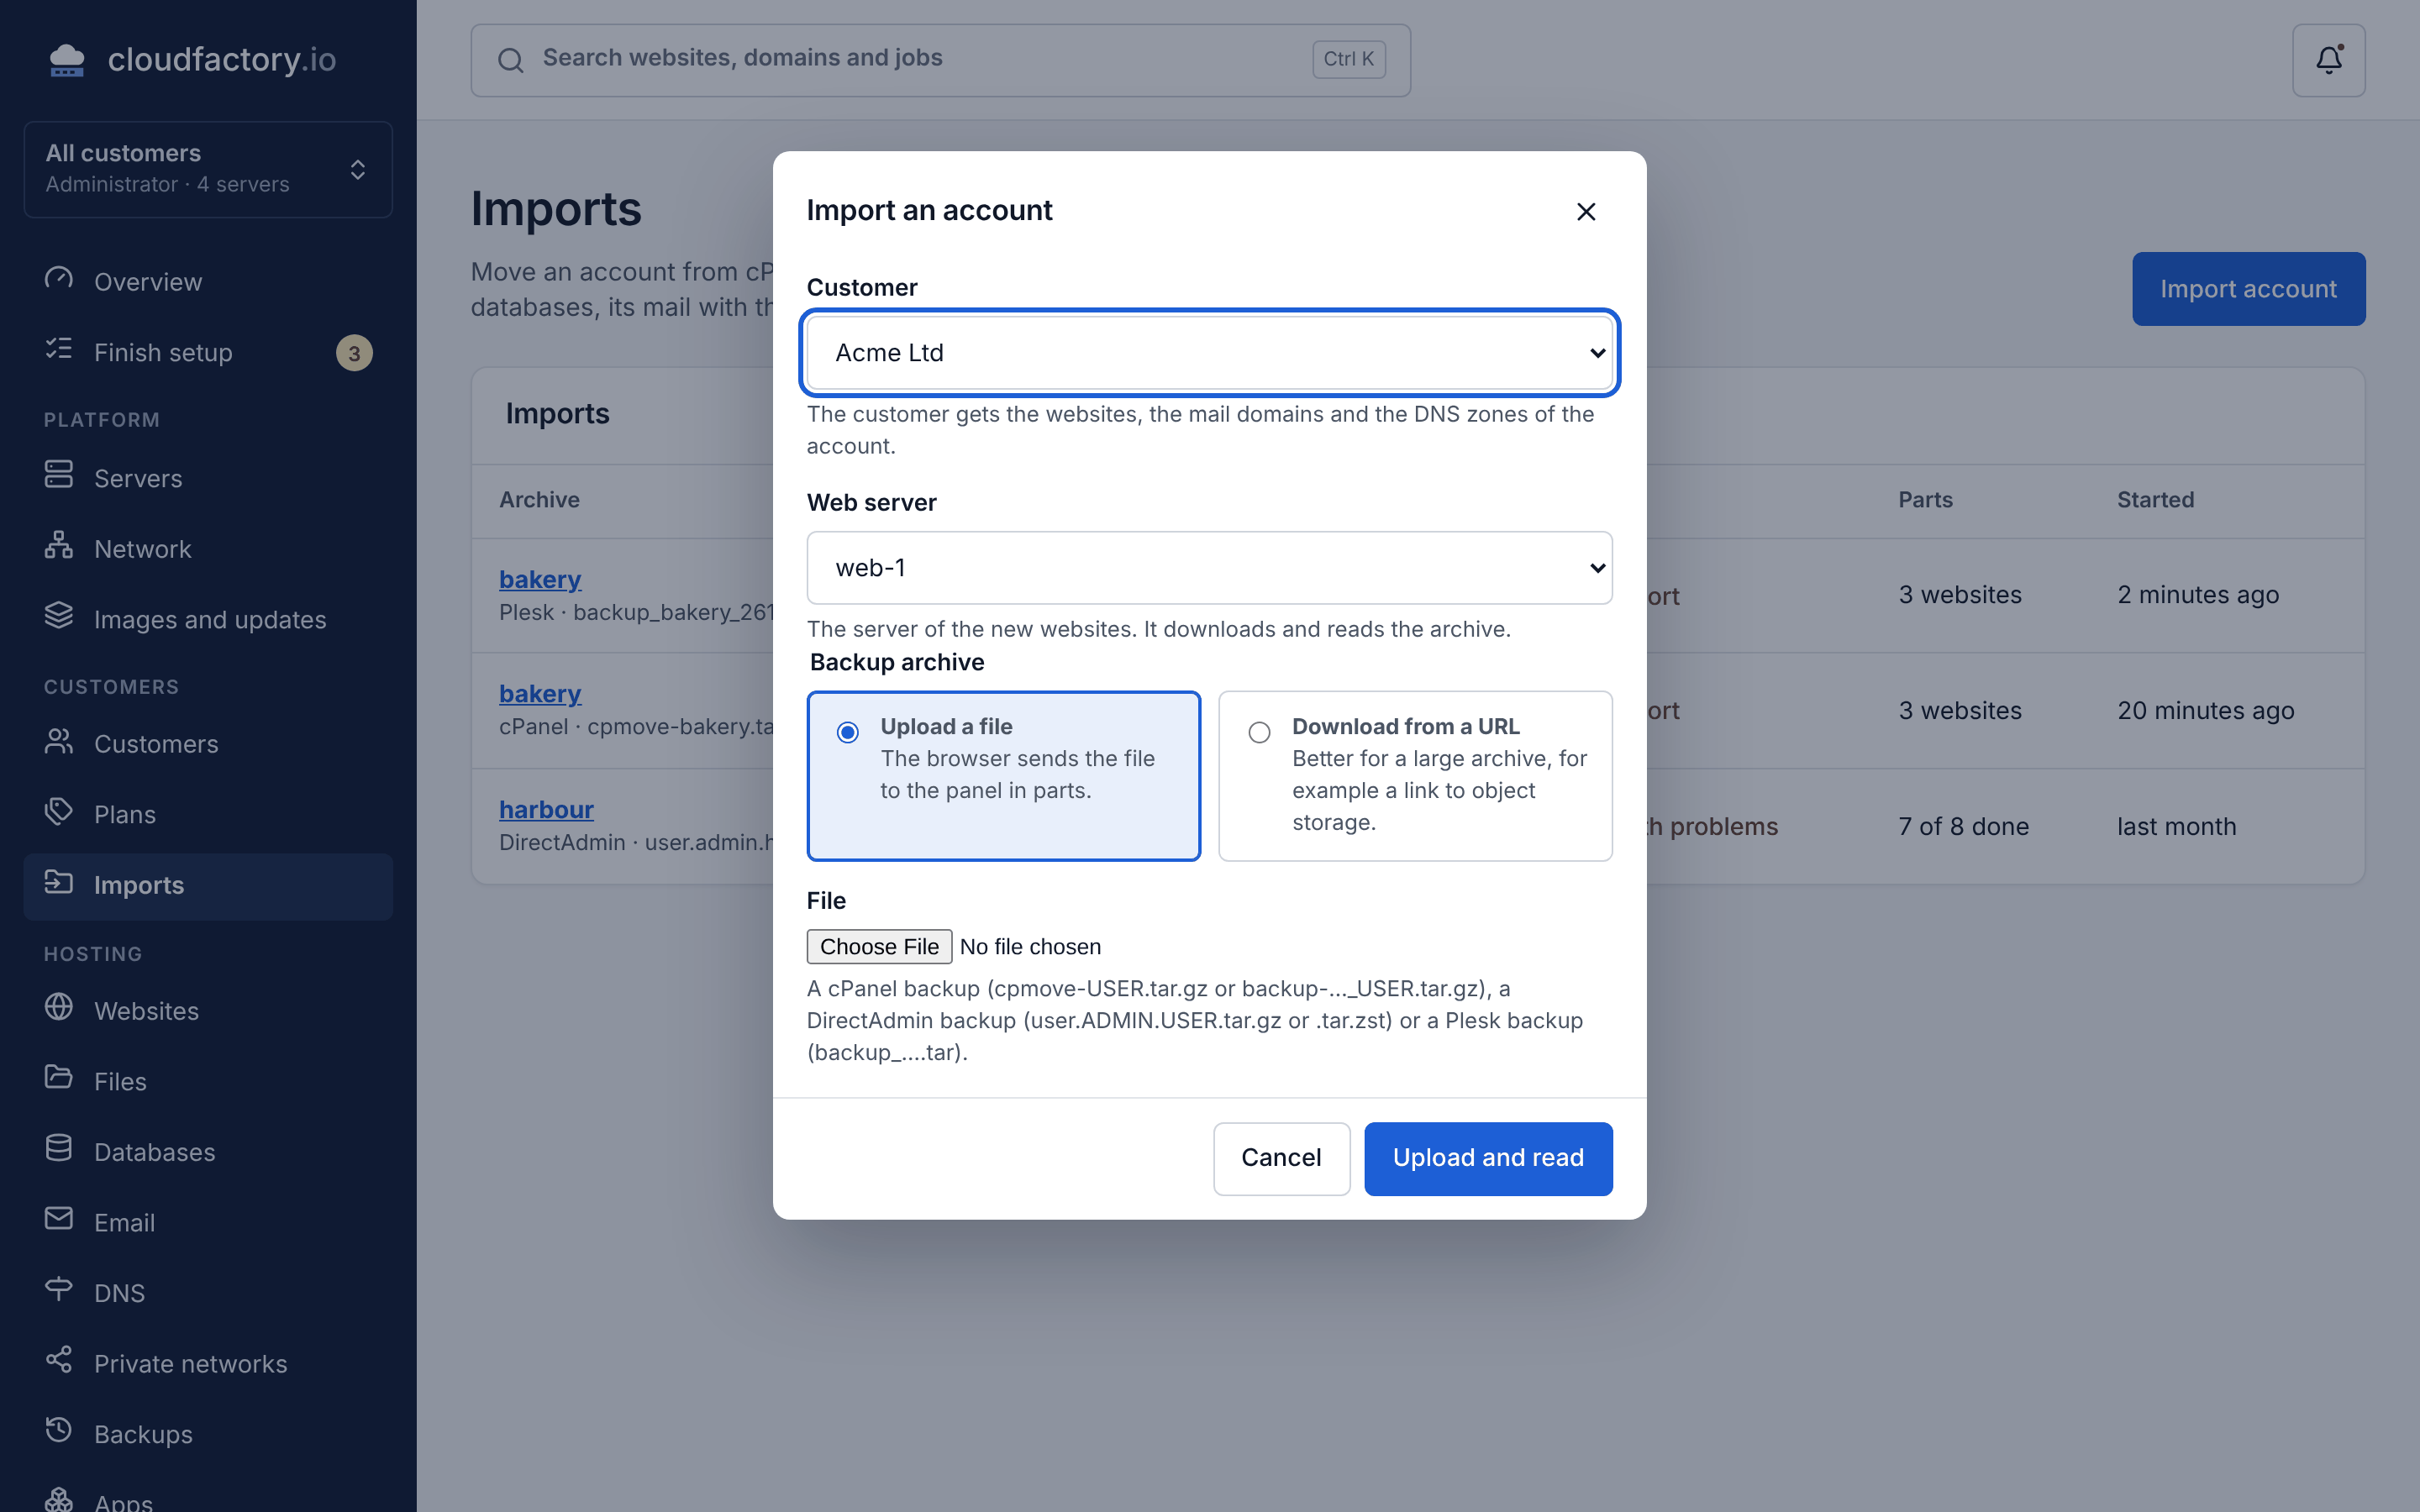 cloudfactory.io
Search websites, domains and jobs
Ctrl K
All customers
Administrator · 4 servers
Overview
Finish setup
3
PLATFORM
Servers
Network
Images and updates
CUSTOMERS
Customers
Plans
Imports
HOSTING
Websites
Files
Databases
Email
DNS
Private networks
Backups
Apps
Imports
Move an account from
databases, its mail with
Import account
Imports
Archive
Parts
Started
bakery
Plesk · backup_bakery_261
3 websites
2 minutes ago
bakery
cPanel · cpmove-bakery.ta
3 websites
20 minutes ago
harbour
DirectAdmin · user.admin.h
problems
7 of 8 done
last month
Import an account
Customer
Acme Ltd
The customer gets the websites, the mail domains and the DNS zones of the
account.
Web server
web-1
The server of the new websites. It downloads and reads the archive.
Backup archive
Upload a file
The browser sends the file
to the panel in parts.
Download from a URL
Better for a large archive, for
example a link to object
storage.
File
Choose File No file chosen
A cPanel backup (cpmove-USER.tar.gz or backup-..._USER.tar.gz), a
DirectAdmin backup (user.ADMIN.USER.tar.gz or .tar.zst) or a Plesk backup
(backup_....tar).
Cancel
Upload and read